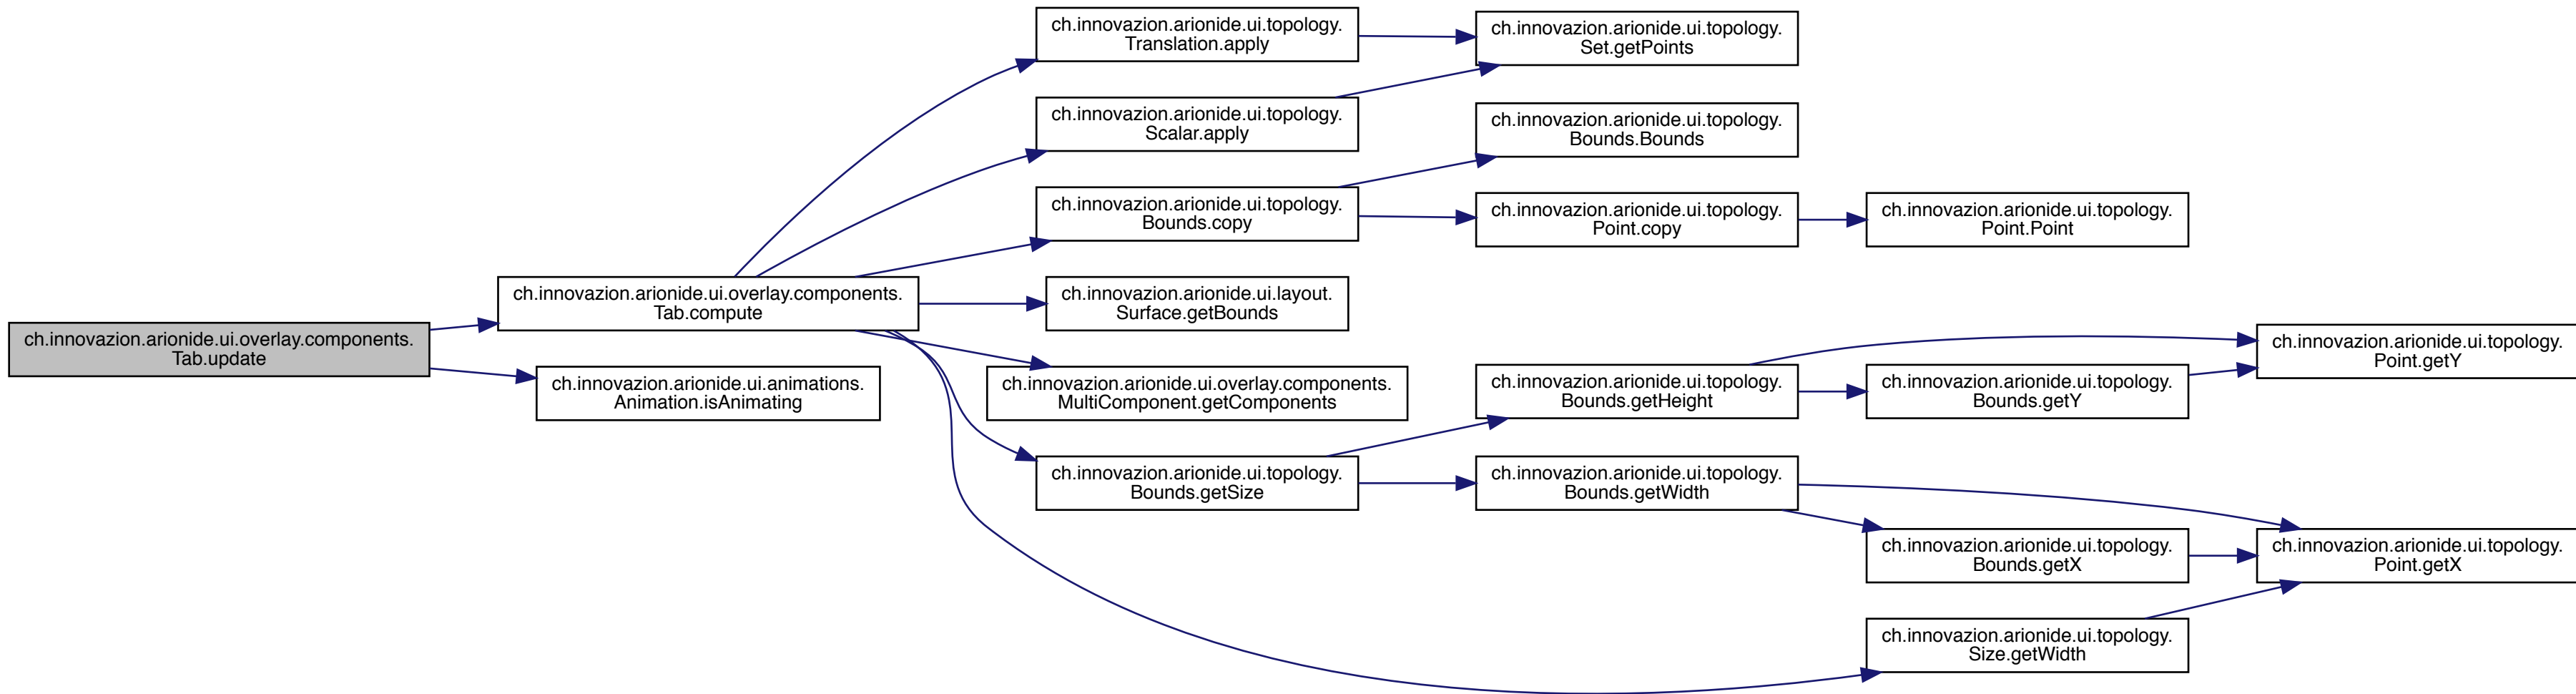 ch.innovazion.arionide.ui.topology.
Translation.apply
ch.innovazion.arionide.ui.topology.
Set.getPoints
ch.innovazion.arionide.ui.topology.
Scalar.apply
ch.innovazion.arionide.ui.topology.
Bounds.Bounds
ch.innovazion.arionide.ui.topology.
Bounds.copy
ch.innovazion.arionide.ui.topology.
Point.copy
ch.innovazion.arionide.ui.topology.
Point.Point
ch.innovazion.arionide.ui.overlay.components.
Tab.compute
ch.innovazion.arionide.ui.layout.
Surface.getBounds
ch.innovazion.arionide.ui.overlay.components.
Tab.update
ch.innovazion.arionide.ui.animations.
Animation.isAnimating
ch.innovazion.arionide.ui.overlay.components.
MultiComponent.getComponents
ch.innovazion.arionide.ui.topology.
Bounds.getHeight
ch.innovazion.arionide.ui.topology.
Bounds.getY
ch.innovazion.arionide.ui.topology.
Point.getY
ch.innovazion.arionide.ui.topology.
Bounds.getSize
ch.innovazion.arionide.ui.topology.
Bounds.getWidth
ch.innovazion.arionide.ui.topology.
Bounds.getX
ch.innovazion.arionide.ui.topology.
Point.getX
ch.innovazion.arionide.ui.topology.
Size.getWidth